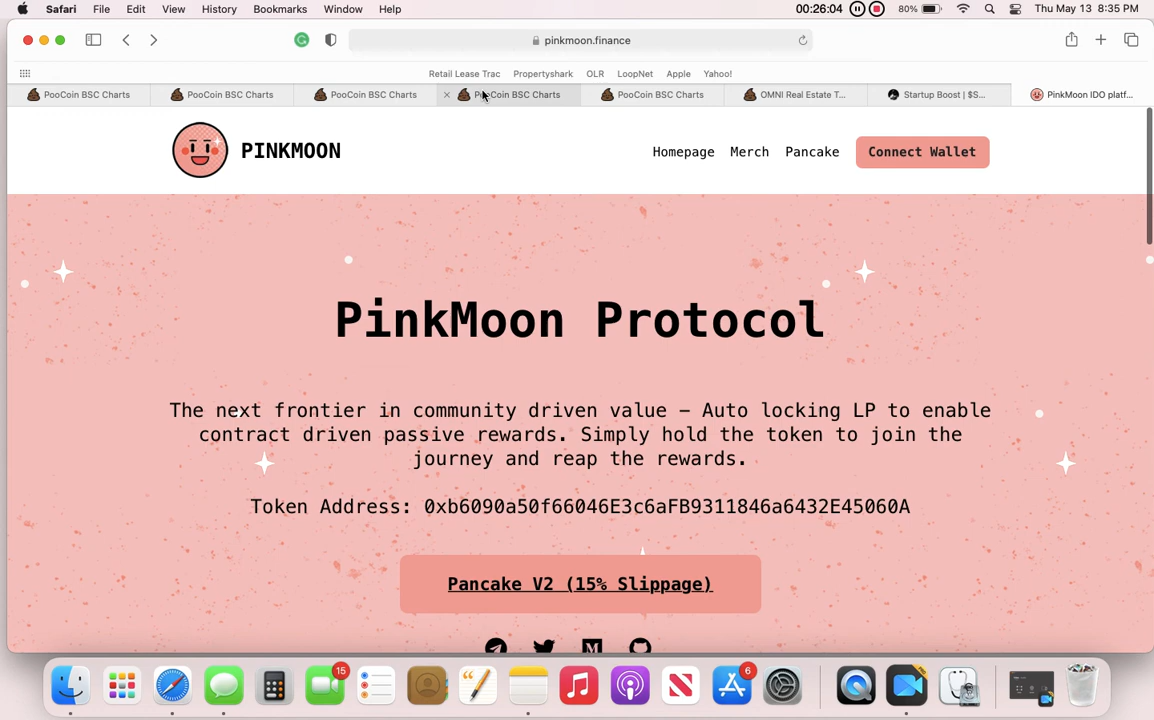 Safari File Edit View History Bookmarks Window Help 00:26:04 80% Thu May 13 8:35 PM
pinkmoon.finance
Retail Lease Trac Propertyshark OLR LoopNet Apple Yahoo!
PooCoin BSC Charts PooCoin BSC Charts PooCoin BSC Charts PooCoin BSC Charts PooCoin BSC Charts OMNI Real Estate T... Startup Boost | $S... PinkMoon IDO platf...
PINKMOON Homepage Merch Pancake Connect Wallet
PinkMoon Protocol
The next frontier in community driven value – Auto locking LP to enable
contract driven passive rewards. Simply hold the token to join the
journey and reap the rewards.
Token Address: 0xb6090a50f66046E3c6aFB9311846a6432E45060A
Pancake V2 (15% Slippage)
15 6